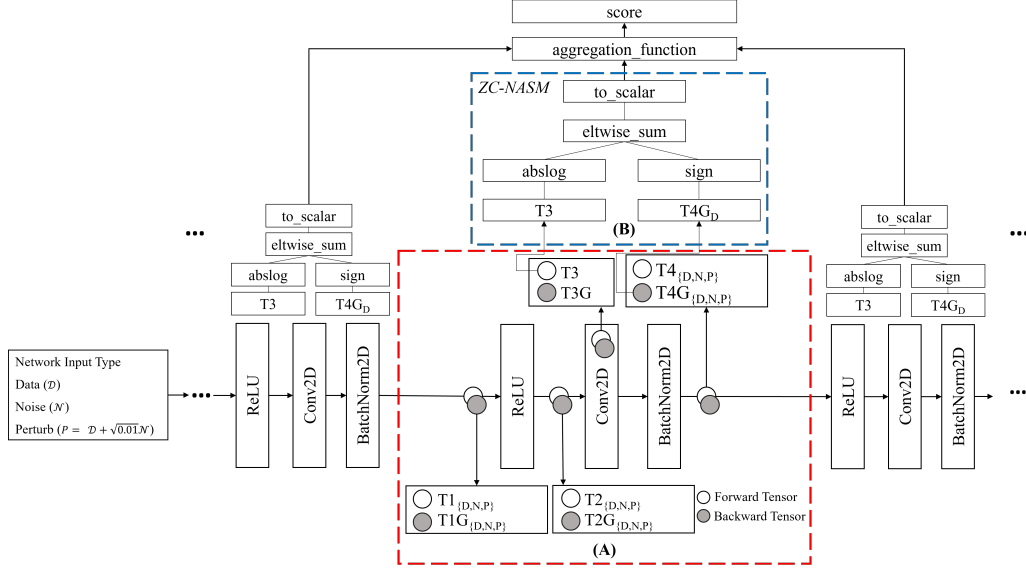 score
aggregation_function
ZC-NASM
to_scalar
eltwise_sum
abslog
sign
T3
T4G_D
(B)
•••
to_scalar
eltwise_sum
abslog
sign
T3
T4G_D
to_scalar
eltwise_sum
abslog
sign
T3
T4G_D
•••
T3
T3G
T4_{D,N,P}
T4G_{D,N,P}
Network Input Type
Data (𝒟)
Noise (𝒩)
Perturb (P = 𝒟 + √0.01𝒩)
•••
ReLU
Conv2D
BatchNorm2D
ReLU
Conv2D
BatchNorm2D
ReLU
Conv2D
BatchNorm2D
•••
T1_{D,N,P}
T1G_{D,N,P}
T2_{D,N,P}
T2G_{D,N,P}
Forward Tensor
Backward Tensor
(A)